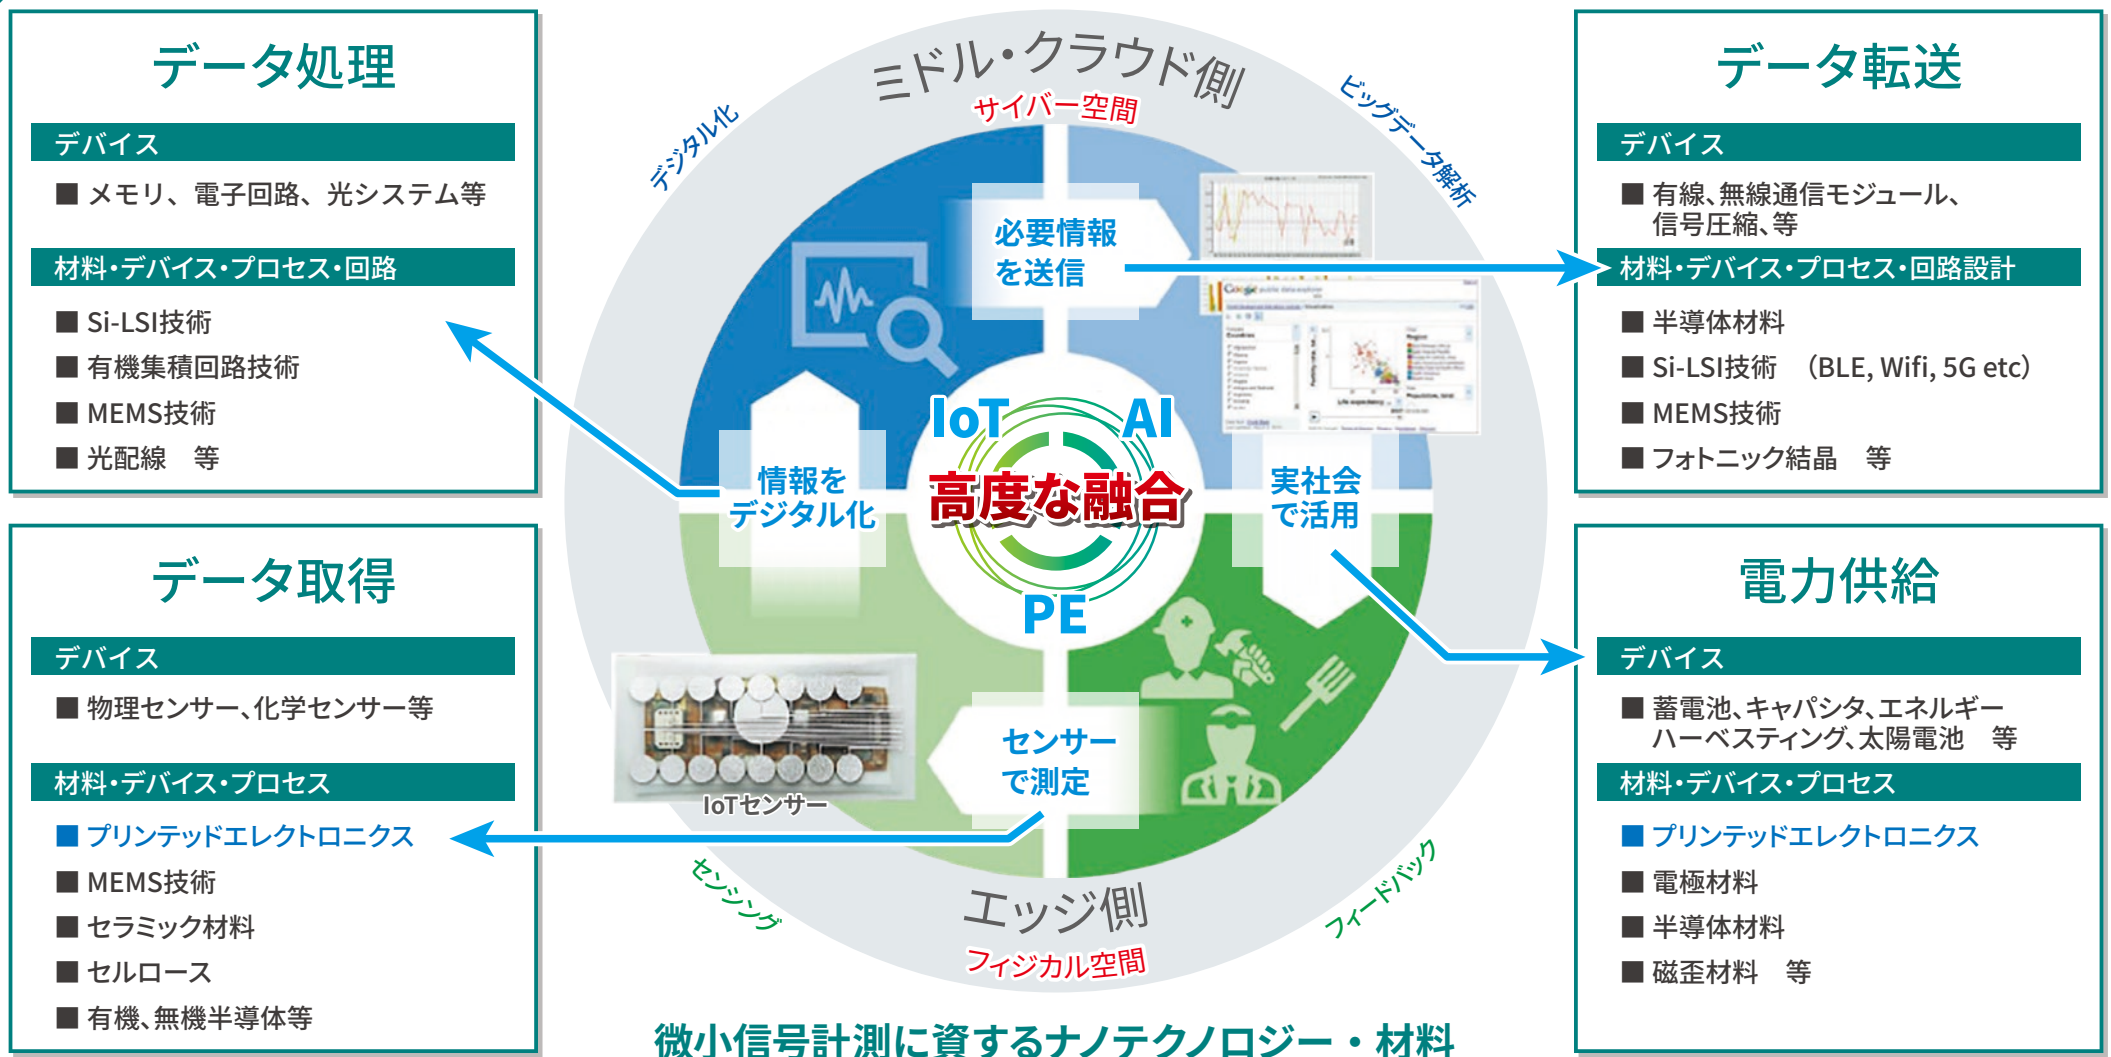 データ処理
デバイス
■ メモリ、電子回路、光システム等
材料・デバイス・プロセス・回路
■ Si-LSI技術
■ 有機集積回路技術
■ MEMS技術
■ 光配線　等
データ取得
デバイス
■ 物理センサー、化学センサー等
材料・デバイス・プロセス
■ プリンテッドエレクトロニクス
■ MEMS技術
■ セラミック材料
■ セルロース
■ 有機、無機半導体等
ミドル・クラウド側
サイバー空間
デジタル化
ビッグデータ解析
必要情報
を送信
Google public data explorer
Countries
Region
Life expectancy
IoT
AI
高度な融合
PE
情報を
デジタル化
実社会
で活用
センサー
で測定
IoTセンサー
センシング
フィードバック
エッジ側
フィジカル空間
微小信号計測に資するナノテクノロジー・材料
データ転送
デバイス
■ 有線、無線通信モジュール、
信号圧縮、等
材料・デバイス・プロセス・回路設計
■ 半導体材料
■ Si-LSI技術　（BLE, Wifi, 5G etc）
■ MEMS技術
■ フォトニック結晶　等
電力供給
デバイス
■ 蓄電池、キャパシタ、エネルギー
ハーベスティング、太陽電池　等
材料・デバイス・プロセス
■ プリンテッドエレクトロニクス
■ 電極材料
■ 半導体材料
■ 磁歪材料　等